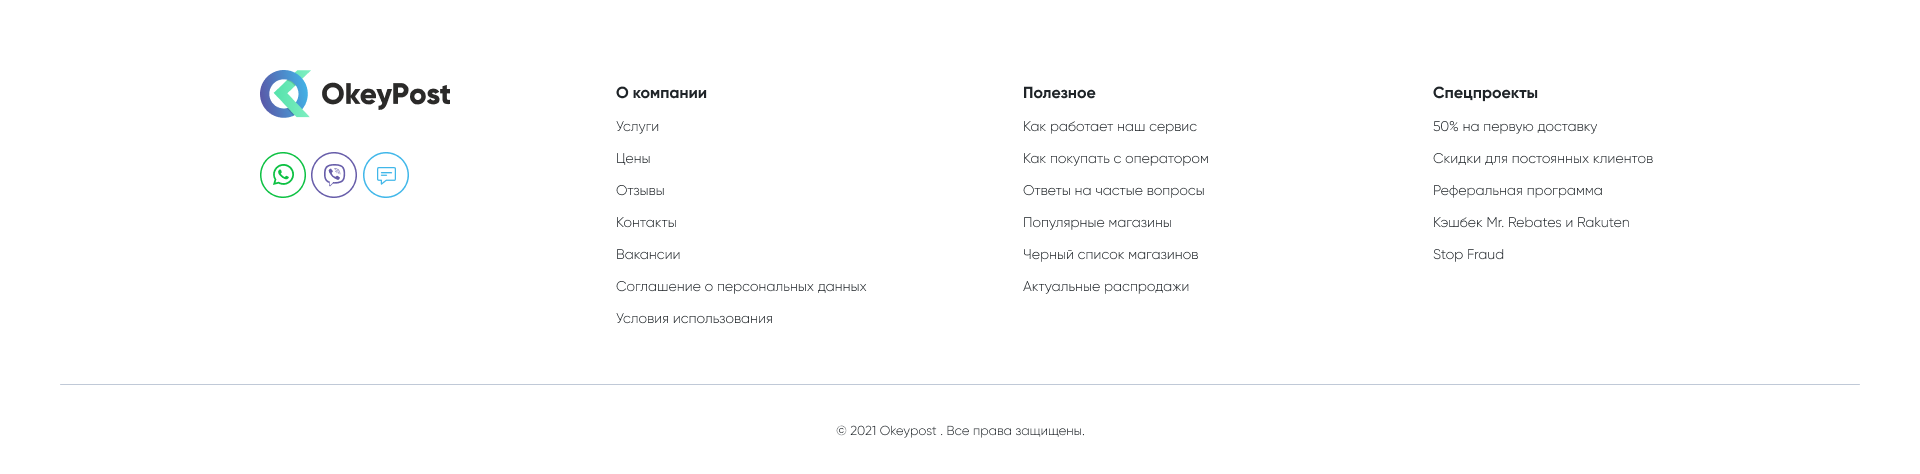 OkeyPost
О компании
Услуги
Цены
Отзывы
Контакты
Вакансии
Соглашение о персональных данных
Условия использования
Полезное
Как работает наш сервис
Как покупать с оператором
Ответы на частые вопросы
Популярные магазины
Черный список магазинов
Актуальные распродажи
Спецпроекты
50% на первую доставку
Скидки для постоянных клиентов
Реферальная программа
Кэшбек Mr. Rebates и Rakuten
Stop Fraud
© 2021 Okeypost . Все права защищены.